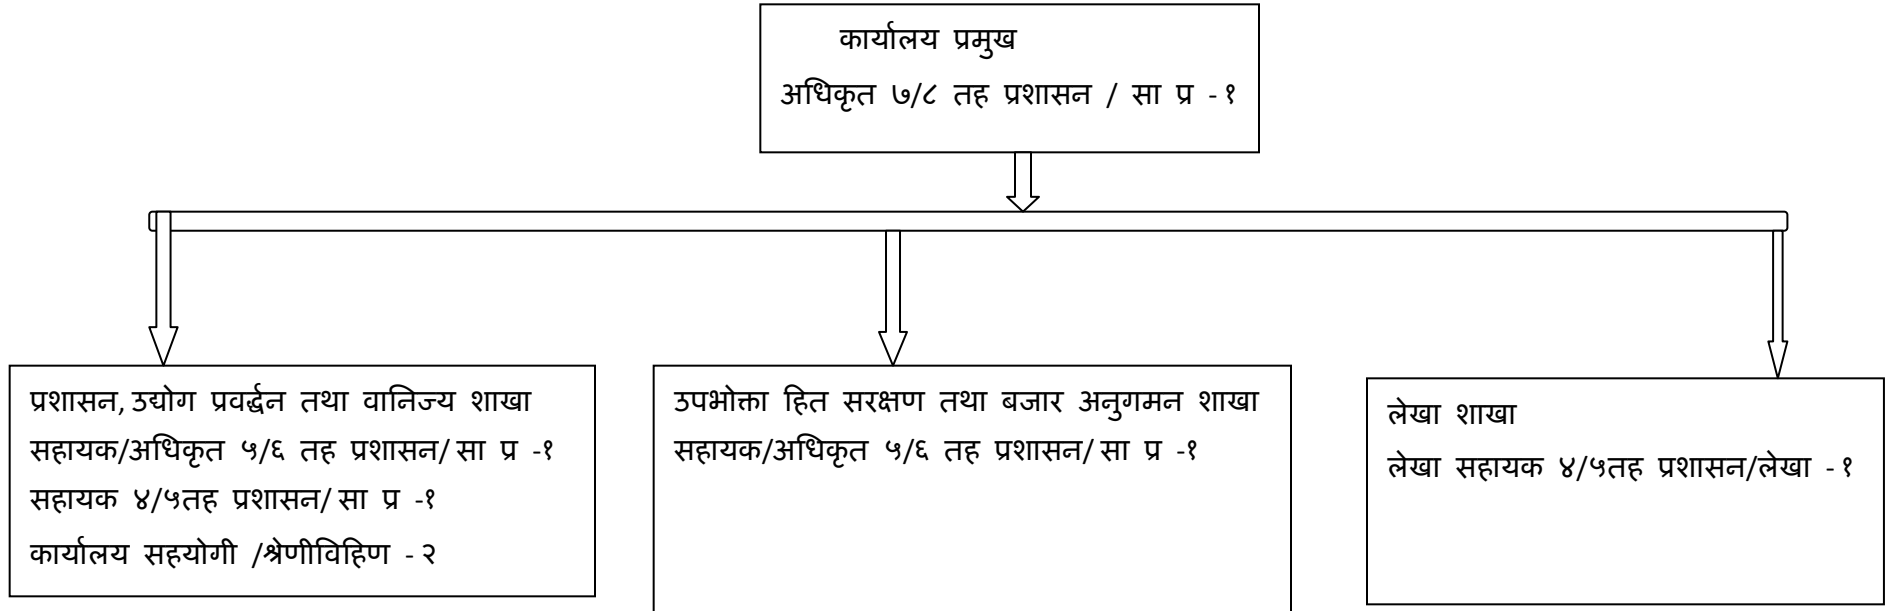 कार्यालय प्रमुख
अधिकृत ७/८ तह प्रशासन / सा प्र -१
प्रशासन, उद्योग प्रवर्द्धन तथा वानिज्य शाखा
सहायक/अधिकृत ५/६ तह प्रशासन/ सा प्र -१
सहायक ४/५तह प्रशासन/ सा प्र -१
कार्यालय सहयोगी /श्रेणीविहिण - २
उपभोक्ता हित सरक्षण तथा बजार अनुगमन शाखा
सहायक/अधिकृत ५/६ तह प्रशासन/ सा प्र -१
लेखा शाखा
लेखा सहायक ४/५तह प्रशासन/लेखा - १